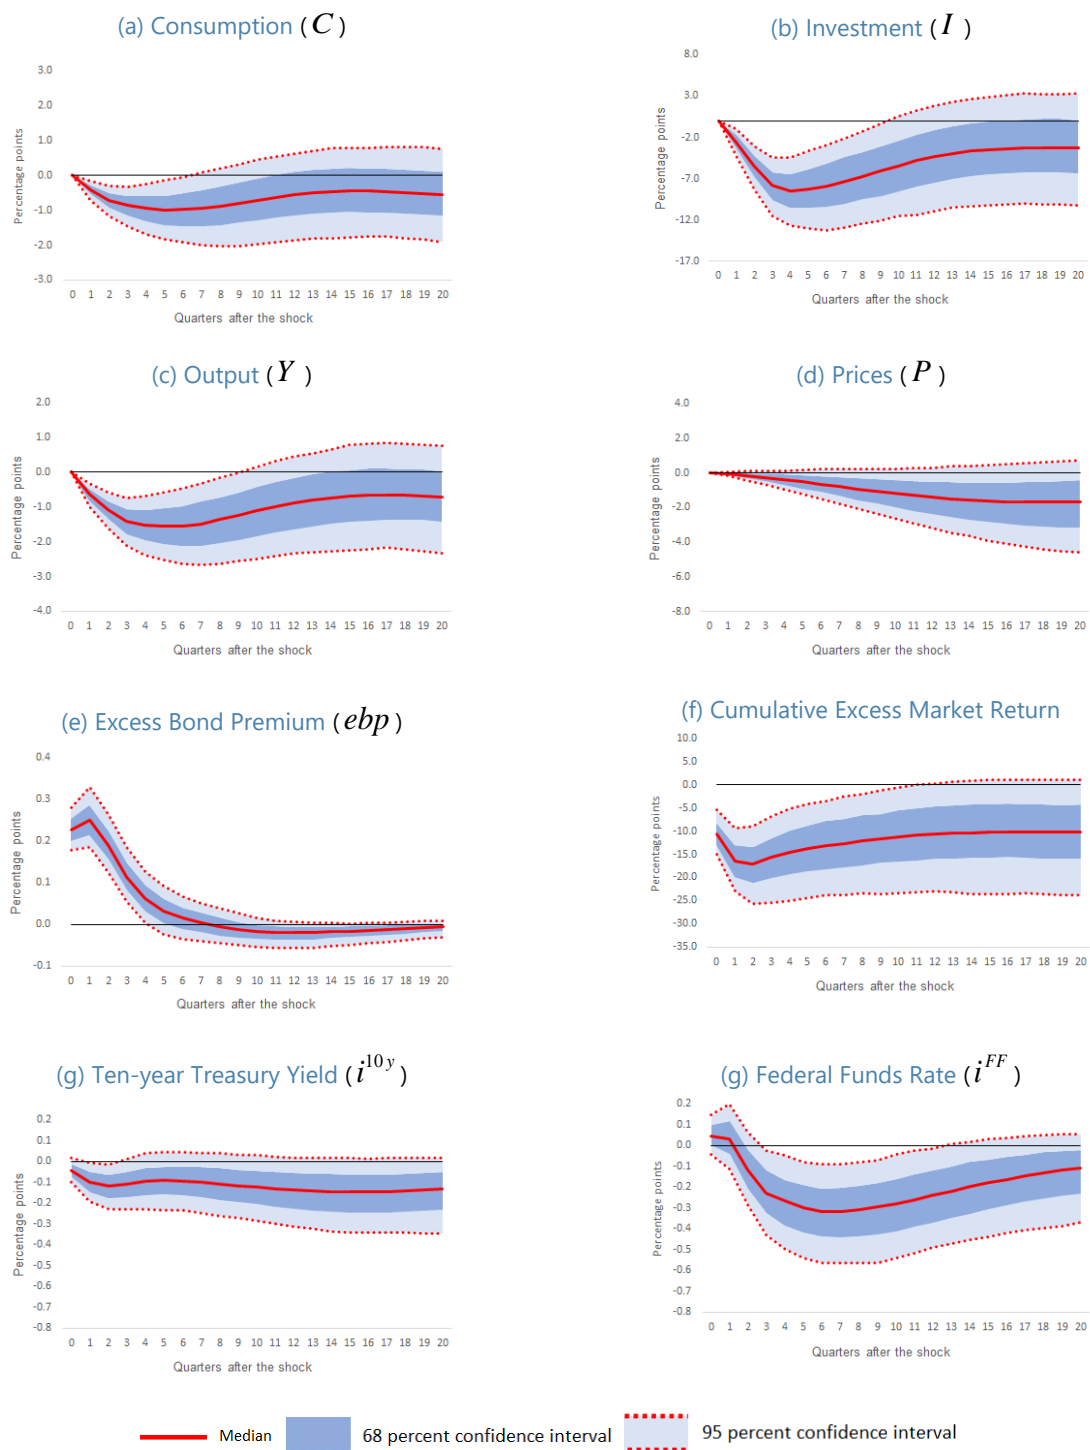 (a) Consumption ( C )
(b) Investment ( I )
Percentage points
3.0
2.0
1.0
0.0
-1.0
-2.0
-3.0
0 1 2 3 4 5 6 7 8 9 10 11 12 13 14 15 16 17 18 19 20
Quarters after the shock
Percentage points
8.0
3.0
-2.0
-7.0
-12.0
-17.0
0 1 2 3 4 5 6 7 8 9 10 11 12 13 14 15 16 17 18 19 20
Quarters after the shock
(c) Output ( Y )
(d) Prices ( P )
Percentage points
2.0
1.0
0.0
-1.0
-2.0
-3.0
-4.0
0 1 2 3 4 5 6 7 8 9 10 11 12 13 14 15 16 17 18 19 20
Quarters after the shock
Percentage points
4.0
2.0
0.0
-2.0
-4.0
-6.0
-8.0
0 1 2 3 4 5 6 7 8 9 10 11 12 13 14 15 16 17 18 19 20
Quarters after the shock
(e) Excess Bond Premium ( ebp )
(f) Cumulative Excess Market Return
Percentage points
0.4
0.3
0.2
0.1
0.0
-0.1
0 1 2 3 4 5 6 7 8 9 10 11 12 13 14 15 16 17 18 19 20
Quarters after the shock
Percentage points
10.0
5.0
0.0
-5.0
-10.0
-15.0
-20.0
-25.0
-30.0
-35.0
0 1 2 3 4 5 6 7 8 9 10 11 12 13 14 15 16 17 18 19 20
Quarters after the shock
(g) Ten-year Treasury Yield ( i^{10y} )
(g) Federal Funds Rate ( i^{FF} )
Percentage points
0.2
0.1
0.0
-0.1
-0.2
-0.3
-0.4
-0.5
-0.6
-0.7
-0.8
0 1 2 3 4 5 6 7 8 9 10 11 12 13 14 15 16 17 18 19 20
Quarters after the shock
Percentage points
0.2
0.1
0.0
-0.1
-0.2
-0.3
-0.4
-0.5
-0.6
-0.7
-0.8
0 1 2 3 4 5 6 7 8 9 10 11 12 13 14 15 16 17 18 19 20
Quarters after the shock
Median
68 percent confidence interval
95 percent confidence interval